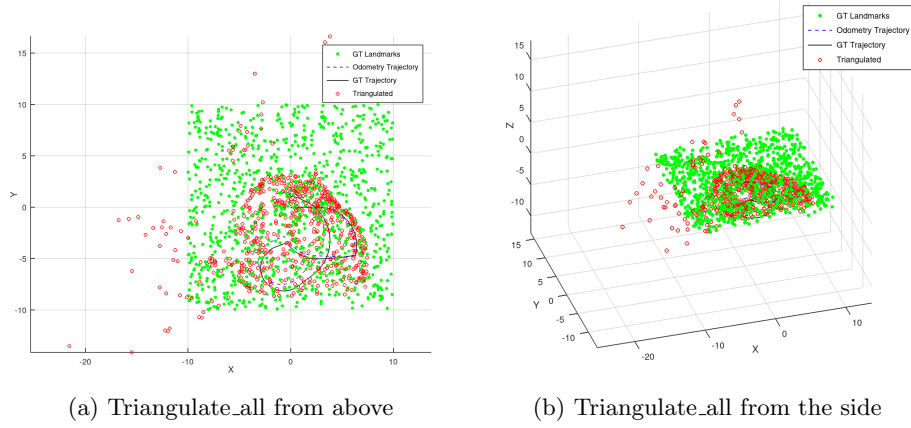 15
10
5
0
-5
-10
Y
-20
-10
0
10
X
GT Landmarks
Odometry Trajectory
GT Trajectory
Triangulated
15
10
5
0
-5
-10
Z
15
10
5
0
-5
-10
Y
-20
-10
0
10
X
GT Landmarks
Odometry Trajectory
GT Trajectory
Triangulated
(a) Triangulate_all from above
(b) Triangulate_all from the side